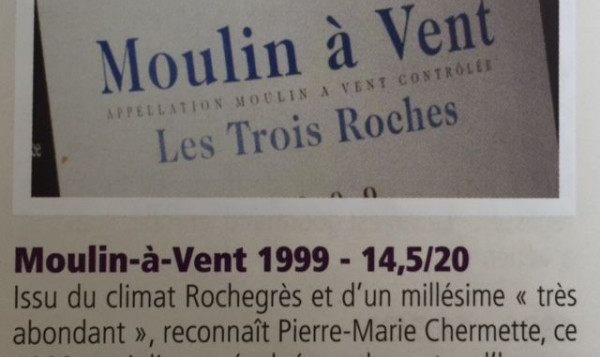 Moulin à Vent
APPELLATION MOULIN A VENT CONTRÔLÉE
Les Trois Roches
Moulin-à-Vent 1999 - 14,5/20
Issu du climat Rochegrès et d'un millésime « très
abondant », reconnaît Pierre-Marie Chermette, ce